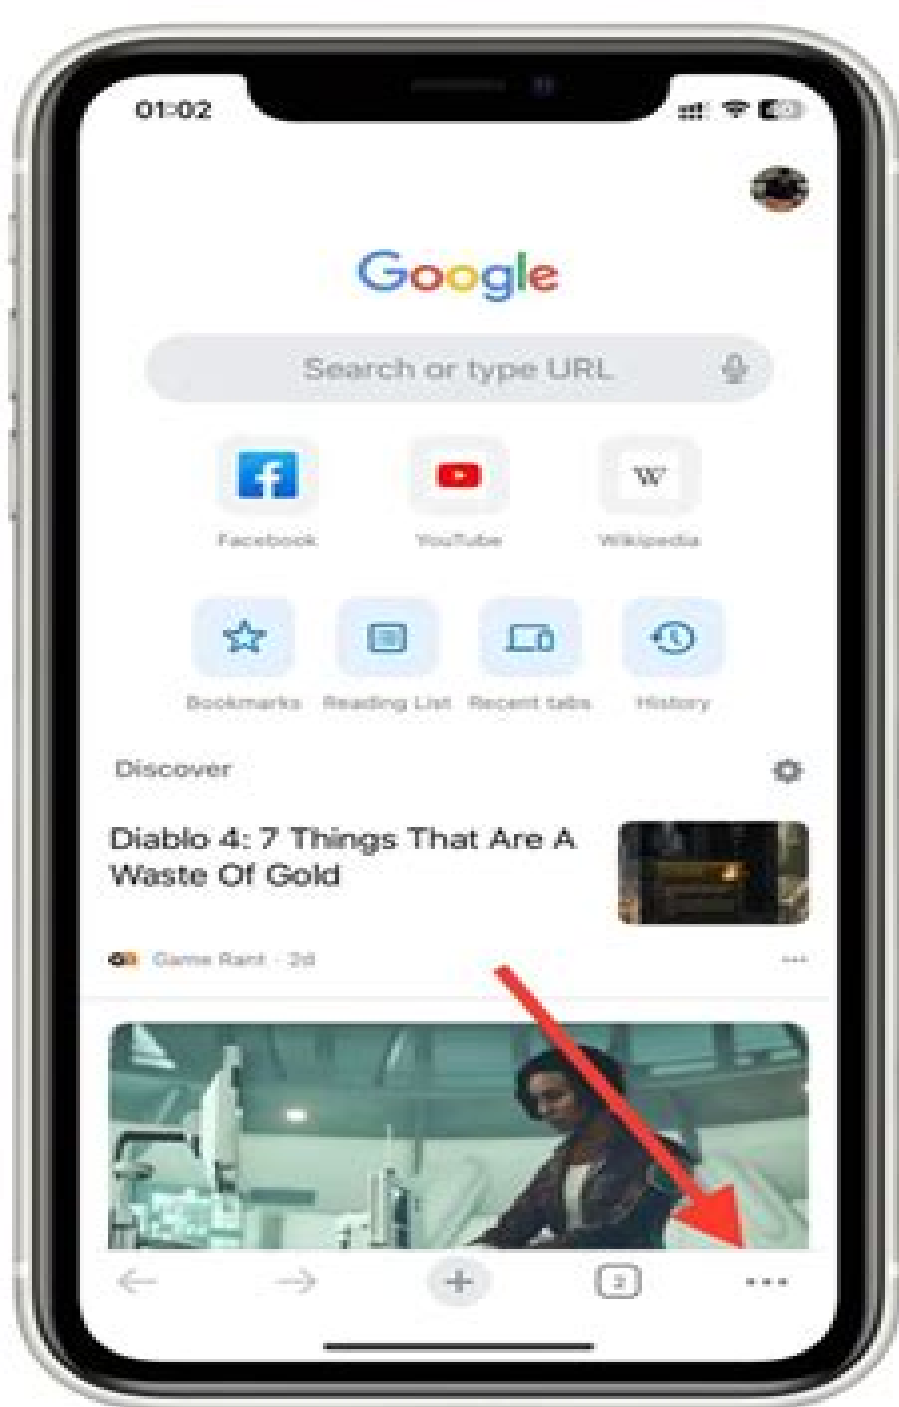 01:02
Google
Search or type URL
W
Facebook
YouTube
Wikipedia
Bookmarks
Reading List
Recent tabs
History
Discover
Diablo 4: 7 Things That Are A
Waste Of Gold
Game Rant · 2d
2